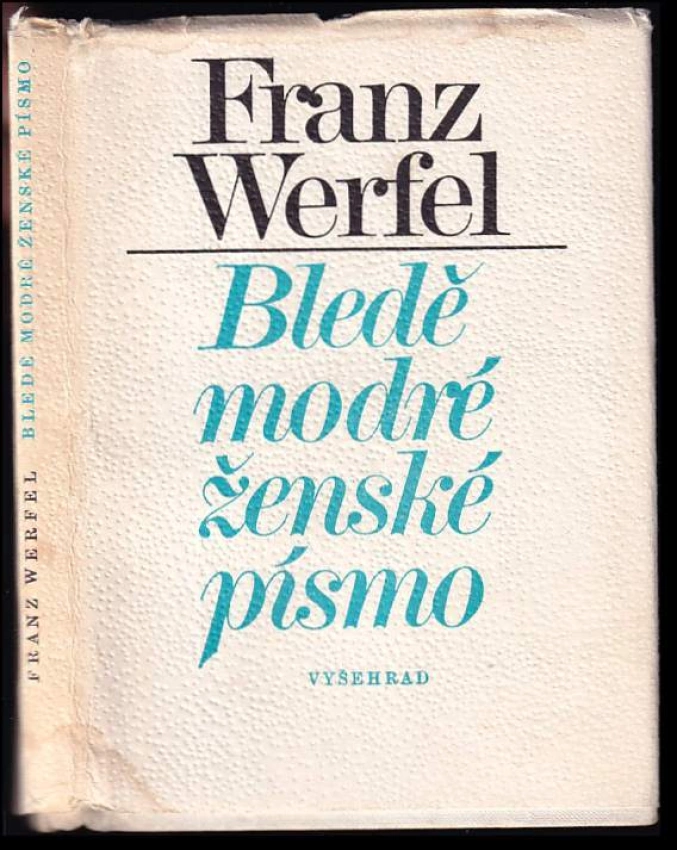 Franz
Werfel
Bledě
modré
ženské
písmo
VYŠEHRAD
FRANZ WERFEL BLEDĚ MODRÉ ŽENSKÉ PÍSMO